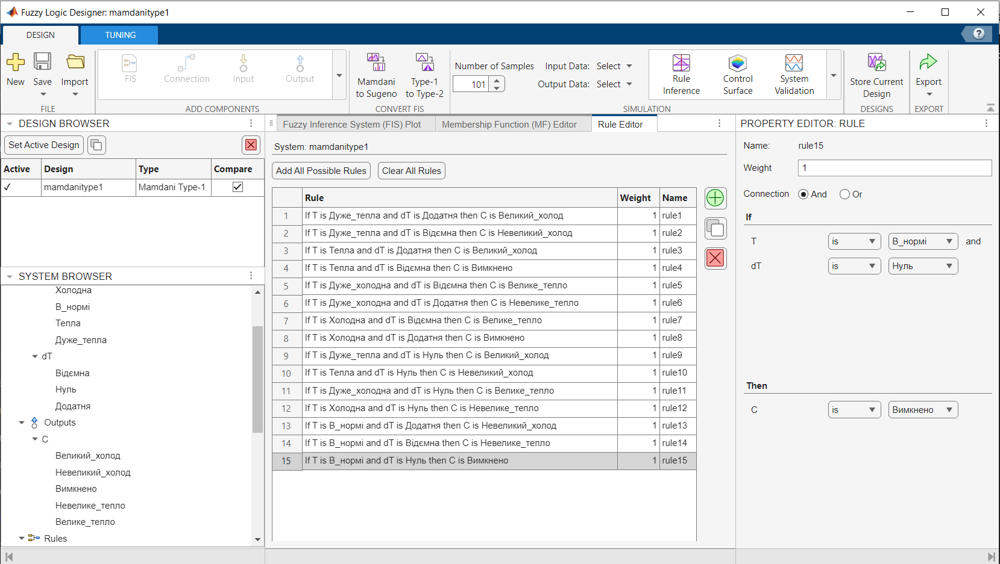 Fuzzy Logic Designer: mamdanitype1
DESIGN
TUNING
New
Save
Import
FILE
FIS
Connection
Input
Output
ADD COMPONENTS
Mamdani
to Sugeno
Type-1
to Type-2
CONVERT FIS
Number of Samples
101
Input Data: Select
Output Data: Select
Rule
Inference
Control
Surface
System
Validation
SIMULATION
Store Current
Design
DESIGNS
Export
EXPORT
DESIGN BROWSER
Set Active Design
Active Design Type Compare
mamdanitype1 Mamdani Type-1
SYSTEM BROWSER
Холодна
В_нормі
Тепла
Дуже_тепла
dT
Відємна
Нуль
Додатня
Outputs
C
Великий_холод
Невеликий_холод
Вимкнено
Невелике_тепло
Велике_тепло
Rules
Fuzzy Inference System (FIS) Plot
Membership Function (MF) Editor
Rule Editor
System: mamdanitype1
Add All Possible Rules
Clear All Rules
Rule Weight Name
1 If T is Дуже_тепла and dT is Додатня then C is Великий_холод 1 rule1
2 If T is Дуже_тепла and dT is Відємна then C is Невеликий_холод 1 rule2
3 If T is Тепла and dT is Додатня then C is Великий_холод 1 rule3
4 If T is Тепла and dT is Відємна then C is Вимкнено 1 rule4
5 If T is Дуже_холодна and dT is Відємна then C is Велике_тепло 1 rule5
6 If T is Дуже_холодна and dT is Додатня then C is Невелике_тепло 1 rule6
7 If T is Холодна and dT is Відємна then C is Велике_тепло 1 rule7
8 If T is Холодна and dT is Додатня then C is Вимкнено 1 rule8
9 If T is Дуже_тепла and dT is Нуль then C is Великий_холод 1 rule9
10 If T is Тепла and dT is Нуль then C is Невеликий_холод 1 rule10
11 If T is Дуже_холодна and dT is Нуль then C is Велике_тепло 1 rule11
12 If T is Холодна and dT is Нуль then C is Невелике_тепло 1 rule12
13 If T is В_нормі and dT is Додатня then C is Невеликий_холод 1 rule13
14 If T is В_нормі and dT is Відємна then C is Невелике_тепло 1 rule14
15 If T is В_нормі and dT is Нуль then C is Вимкнено 1 rule15
PROPERTY EDITOR: RULE
Name: rule15
Weight 1
Connection And Or
If
T is В_нормі and
dT is Нуль
Then
C is Вимкнено